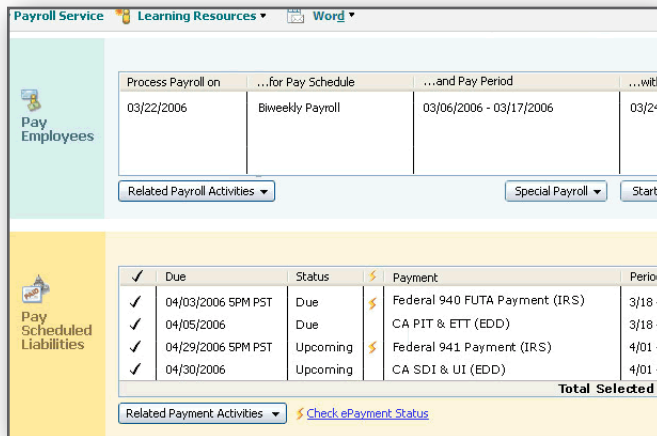 Payroll Service Learning Resources Word
Process Payroll on ...for Pay Schedule ...and Pay Period ...wit
03/22/2006 Biweekly Payroll 03/06/2006 - 03/17/2006 03/24
Pay
Employees
Related Payroll Activities Special Payroll Start
Due Status Payment Perio
04/03/2006 5PM PST Due Federal 940 FUTA Payment (IRS) 3/18 -
04/05/2006 Due CA PIT & ETT (EDD) 3/18 -
04/29/2006 5PM PST Upcoming Federal 941 Payment (IRS) 4/01 -
04/30/2006 Upcoming CA SDI & UI (EDD) 4/01 -
PAID
Pay
Scheduled
Liabilities
Total Selected
Related Payment Activities Check ePayment Status